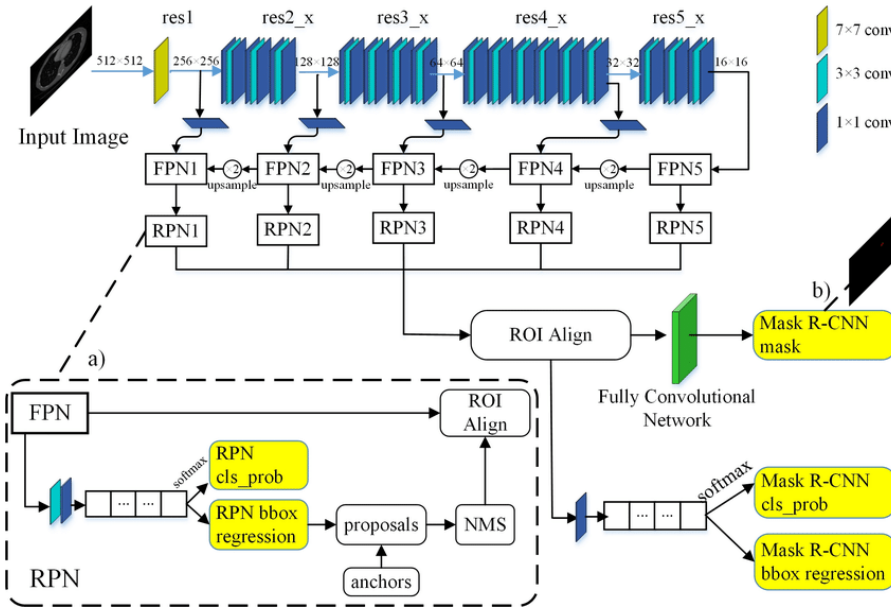 res1
res2_x
res3_x
res4_x
res5_x
7×7 conv
512×512
256×256
128×128
64×64
32×32
16×16
3×3 conv
Input Image
1×1 conv
FPN1
×2
FPN2
×2
FPN3
×2
FPN4
×2
FPN5
upsample
upsample
upsample
upsample
RPN1
RPN2
RPN3
RPN4
RPN5
b)
ROI Align
Mask R-CNN
mask
a)
Fully Convolutional
Network
FPN
ROI
Align
softmax
RPN
cls_prob
... ...
RPN bbox
regression
proposals
NMS
anchors
RPN
softmax
Mask R-CNN
cls_prob
... ...
Mask R-CNN
bbox regression